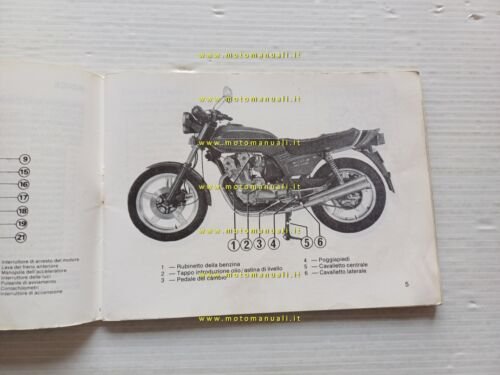 www.motomanuali.it
www.motomanuali.it
www.motomanuali.it
www.motomanuali.it
www.motomanuali.it
9
15
16
17
18
19
21
Interruttore di arresto del motore
Leva del freno anteriore
Manopola dell'acceleratore
Interruttore delle luci
Pulsante di avviamento
Contachilometri
Interruttore di accensione
1 2 3 4 5 6
1 — Rubinetto della benzina
2 — Tappo introduzione olio/astina di livello
3 — Pedale del cambio
4 — Poggiapiedi
5 — Cavalletto centrale
6 — Cavalletto laterale
5